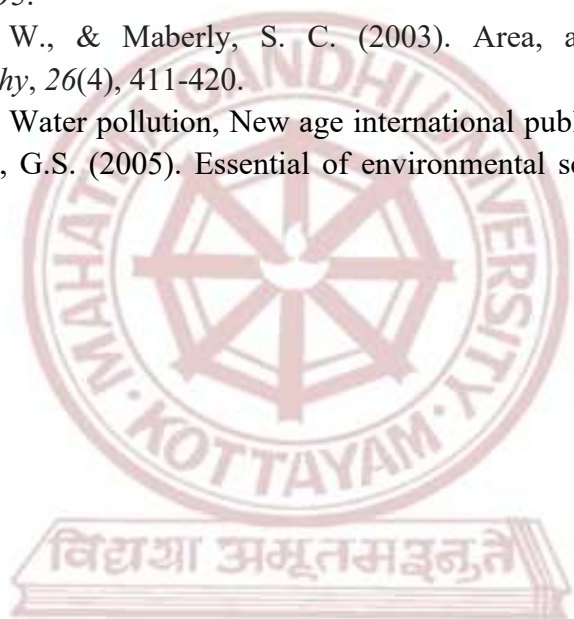 95.
W., & Maberly, S. C. (2003). Area, a
hy, 26(4), 411-420.
Water pollution, New age international publ
, G.S. (2005). Essential of environmental s
MAHATMA GANDHI UNIVERSITY
• KOTTAYAM •
विद्यया अमृतमश्नुते